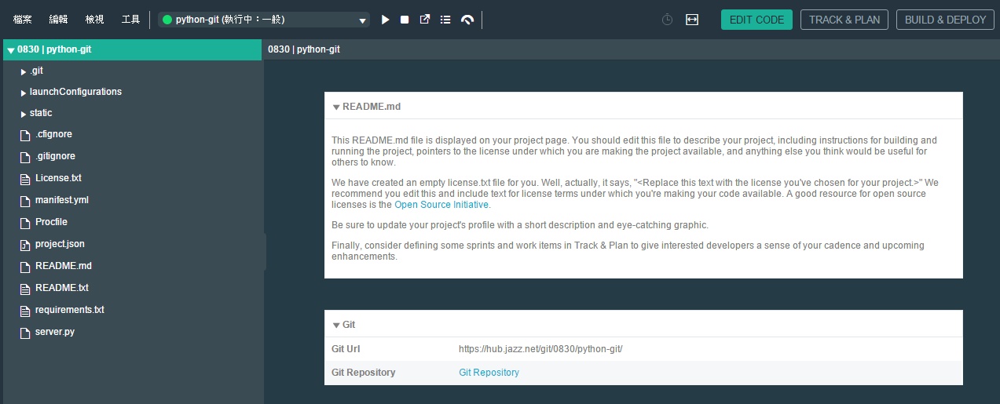 檔案 編輯 檢視 工具 python-git (執行中：一般) EDIT CODE TRACK & PLAN BUILD & DEPLOY
0830 | python-git
.git
launchConfigurations
static
.cfignore
.gitignore
License.txt
manifest.yml
Procfile
project.json
README.md
README.txt
requirements.txt
server.py
0830 | python-git
README.md
This README.md file is displayed on your project page. You should edit this file to describe your project, including instructions for building and
running the project, pointers to the license under which you are making the project available, and anything else you think would be useful for
others to know.
We have created an empty license.txt file for you. Well, actually, it says, "<Replace this text with the license you've chosen for your project.>" We
recommend you edit this and include text for license terms under which you're making your code available. A good resource for open source
licenses is the Open Source Initiative.
Be sure to update your project's profile with a short description and eye-catching graphic.
Finally, consider defining some sprints and work items in Track & Plan to give interested developers a sense of your cadence and upcoming
enhancements.
Git
Git Url https://hub.jazz.net/git/0830/python-git/
Git Repository Git Repository